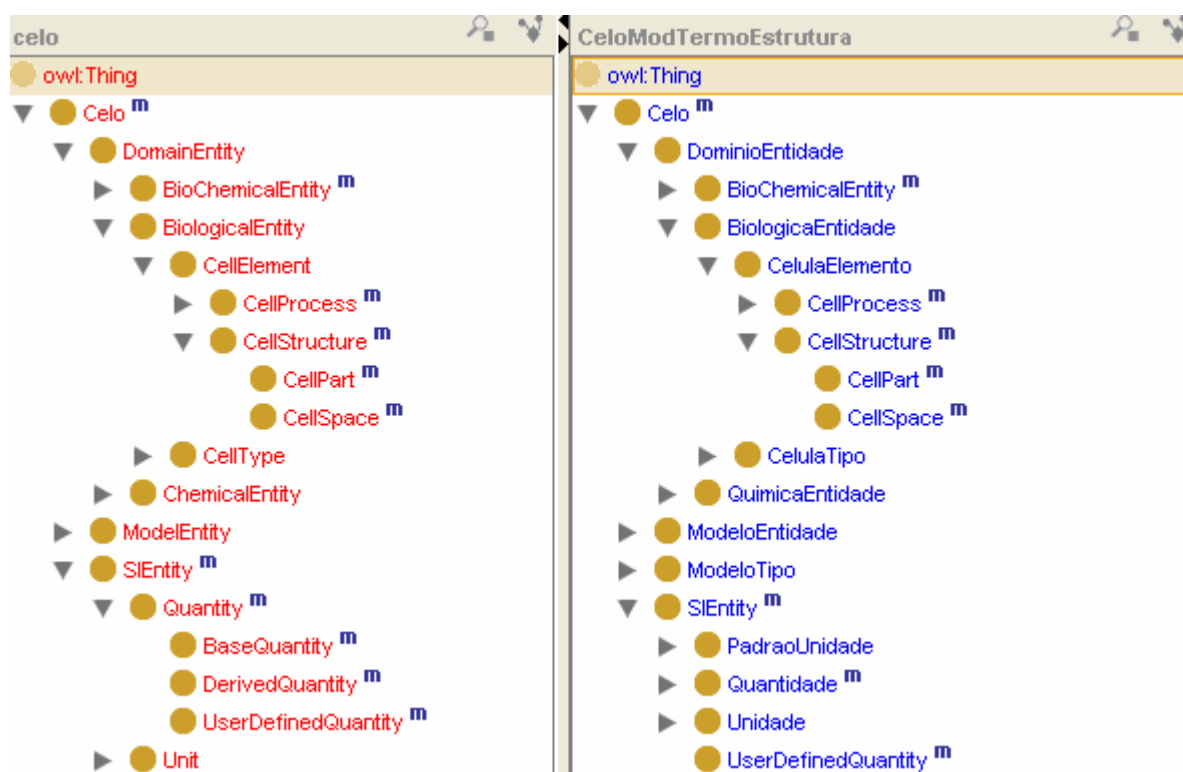 celo
owl:Thing
Celo m
DomainEntity
BioChemicalEntity m
BiologicalEntity
CellElement
CellProcess m
CellStructure m
CellPart m
CellSpace m
CellType
ChemicalEntity
ModelEntity
SIEntity m
Quantity m
BaseQuantity m
DerivedQuantity m
UserDefinedQuantity m
Unit
CeloModTermoEstrutura
owl:Thing
Celo m
DominioEntidade
BioChemicalEntity m
BiologicaEntidade
CelulaElemento
CellProcess m
CellStructure m
CellPart m
CellSpace m
CelulaTipo
QuimicaEntidade
ModeloEntidade
ModeloTipo
SIEntity m
PadraoUnidade
Quantidade m
Unidade
UserDefinedQuantity m